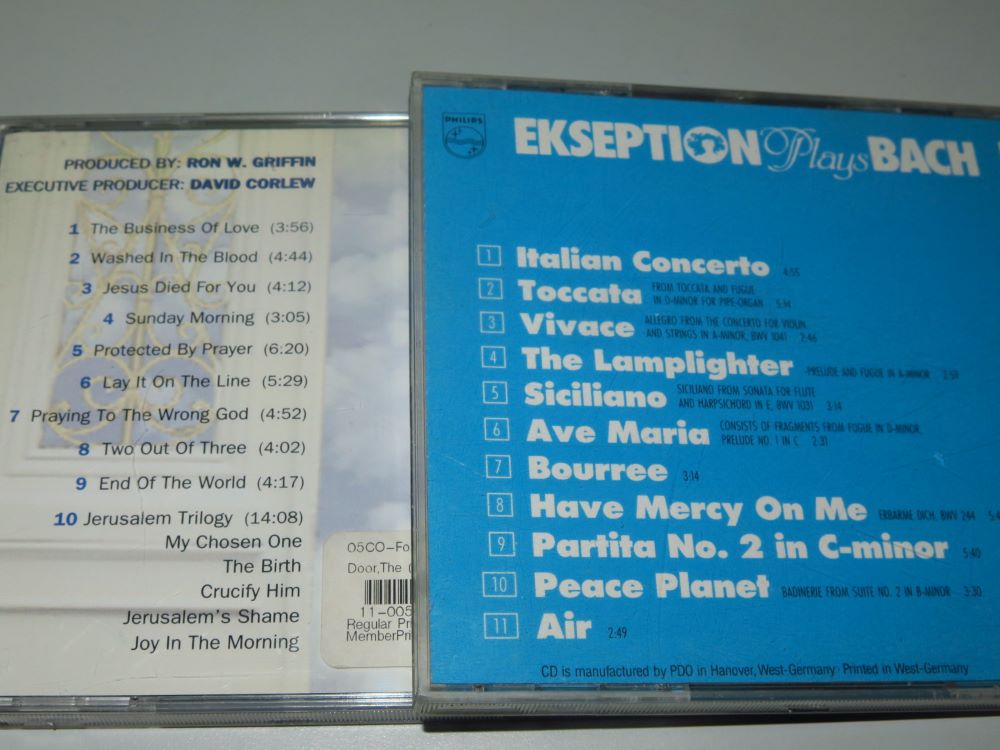 PRODUCED BY: RON W. GRIFFIN
EXECUTIVE PRODUCER: DAVID CORLEW
1 The Business Of Love (3:56)
2 Washed In The Blood (4:44)
3 Jesus Died For You (4:12)
4 Sunday Morning (3:05)
5 Protected By Prayer (6:20)
6 Lay It On The Line (5:29)
7 Praying To The Wrong God (4:52)
8 Two Out Of Three (4:02)
9 End Of The World (4:17)
10 Jerusalem Trilogy (14:08)
My Chosen One
The Birth
Crucify Him
Jerusalem's Shame
Joy In The Morning
05CO-Fo
Door,The (
11-005
Regular Pri
MemberPri
PHILIPS
EKSEPTION Plays BACH
1 Italian Concerto 4:55
2 Toccata FROM TOCCATA AND FUGUE
IN D-MINOR FOR PIPE-ORGAN 5:14
3 Vivace ALLEGRO FROM THE CONCERTO FOR VIOLIN
AND STRINGS IN A-MINOR, BWV 1041 2:46
4 The Lamplighter PRELUDE AND FUGUE IN A-MINOR
5 Siciliano SICILIANO FROM SONATA FOR FLUTE
AND HARPSICHORD IN E, BWV 1031 3:14
6 Ave Maria CONSISTS OF FRAGMENTS FROM FUGUE IN D-MINOR,
PRELUDE NO. 1 IN C 2:31
7 Bourree 3:14
8 Have Mercy On Me ERBARME DICH, BWV 244
9 Partita No. 2 in C-minor 5:40
10 Peace Planet BADINERIE FROM SUITE NO. 2 IN B-MINOR 3:30
11 Air 2:49
CD is manufactured by PDO in Hanover, West-Germany · Printed in West-Germany